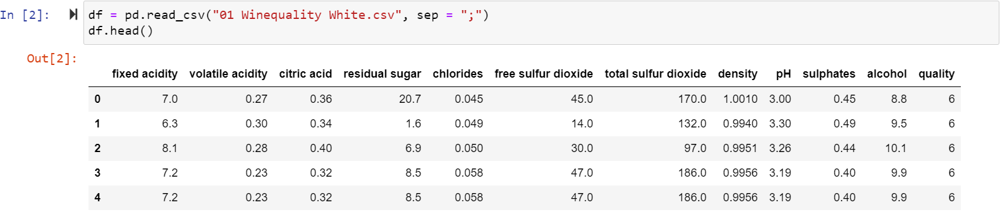 In [2]: df = pd.read_csv("01 Winequality White.csv", sep = ";")
df.head()
Out[2]:
fixed acidity volatile acidity citric acid residual sugar chlorides free sulfur dioxide total sulfur dioxide density pH sulphates alcohol quality
0 7.0 0.27 0.36 20.7 0.045 45.0 170.0 1.0010 3.00 0.45 8.8 6
1 6.3 0.30 0.34 1.6 0.049 14.0 132.0 0.9940 3.30 0.49 9.5 6
2 8.1 0.28 0.40 6.9 0.050 30.0 97.0 0.9951 3.26 0.44 10.1 6
3 7.2 0.23 0.32 8.5 0.058 47.0 186.0 0.9956 3.19 0.40 9.9 6
4 7.2 0.23 0.32 8.5 0.058 47.0 186.0 0.9956 3.19 0.40 9.9 6